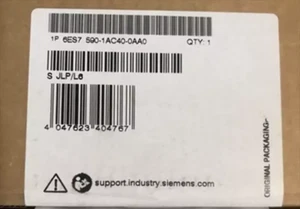 1P 6ES7 590-1AC40-0AA0 QTY: 1
S JLP/L6
4 047623 404767
support.industry.siemens.com
ORIGINAL PACKAGING